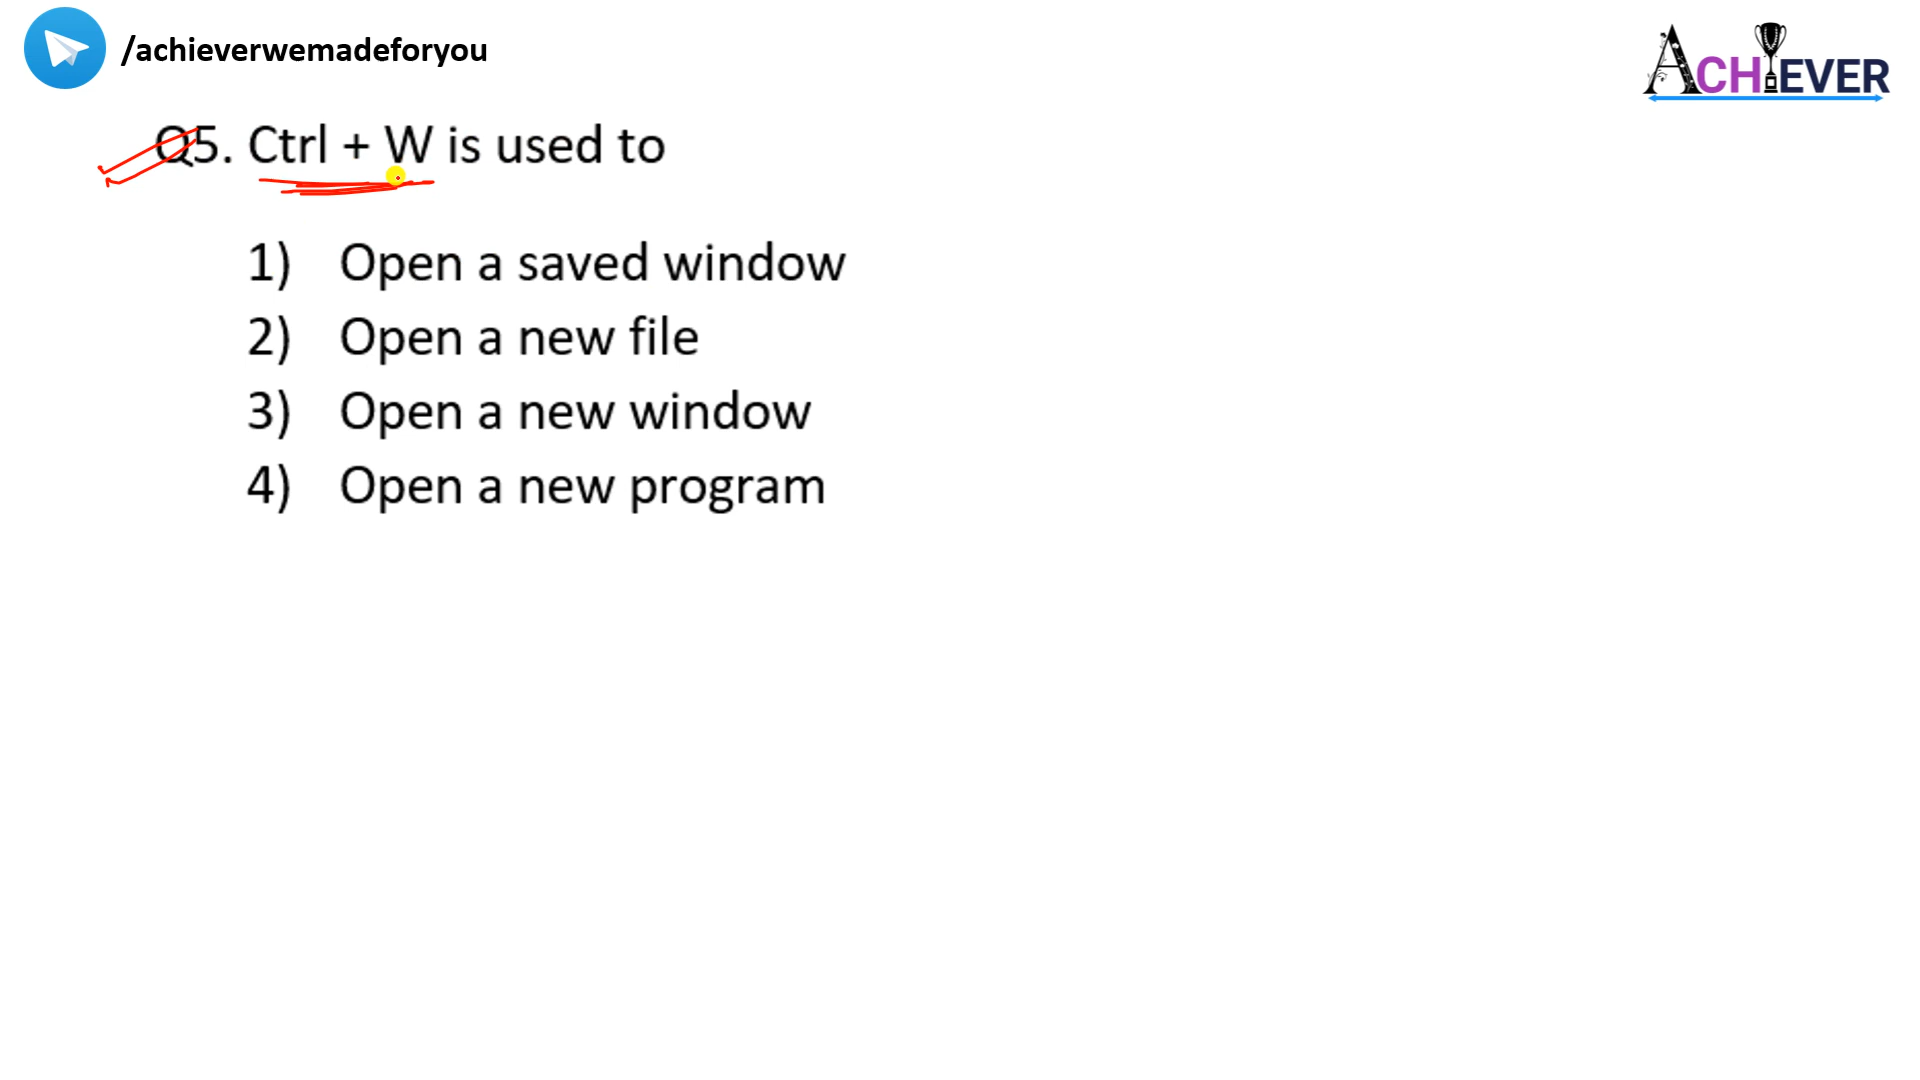 /achieverwemadeforyou
ACHIEVER
Q5. Ctrl + W is used to
1) Open a saved window
2) Open a new file
3) Open a new window
4) Open a new program